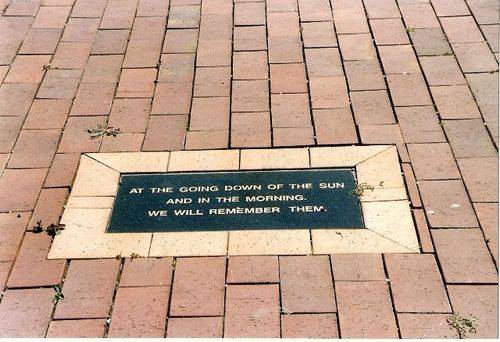 AT THE GOING DOWN OF THE SUN
AND IN THE MORNING.
WE WILL REMEMBER THEM.